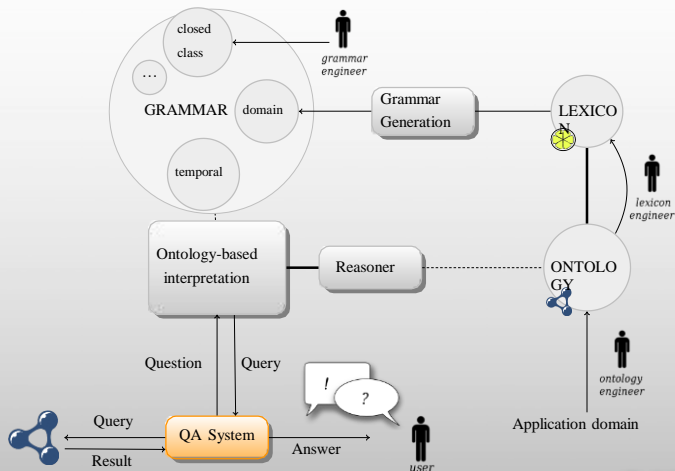 closed
class
grammar
engineer
...
GRAMMAR
domain
Grammar
Generation
LEXICO
N
temporal
lexicon
engineer
Ontology-based
interpretation
Reasoner
ONTOLO
GY
Question
Query
!
?
ontology
engineer
Application domain
Query
QA System
Answer
Result
user